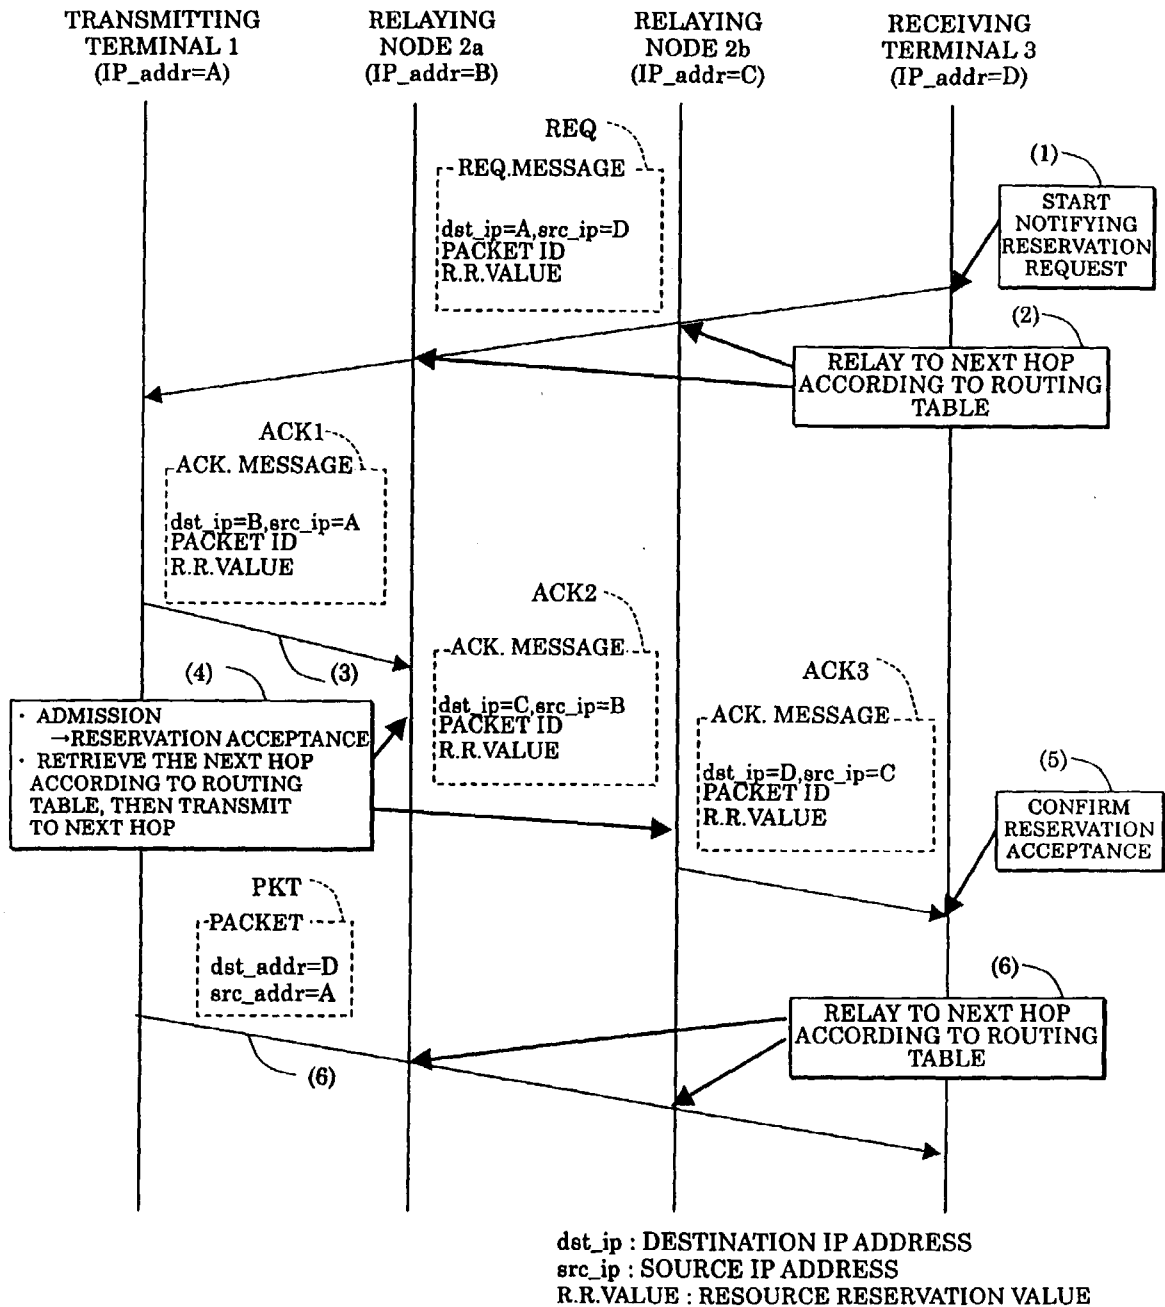 TRANSMITTING
TERMINAL 1
(IP_addr=A)
RELAYING
NODE 2a
(IP_addr=B)
RELAYING
NODE 2b
(IP_addr=C)
RECEIVING
TERMINAL 3
(IP_addr=D)
REQ
REQ.MESSAGE
dst_ip=A,src_ip=D
PACKET ID
R.R.VALUE
(1)
START
NOTIFYING
RESERVATION
REQUEST
(2)
RELAY TO NEXT HOP
ACCORDING TO ROUTING
TABLE
ACK1
ACK. MESSAGE
dst_ip=B,src_ip=A
PACKET ID
R.R.VALUE
(3)
ACK2
ACK. MESSAGE
dst_ip=C,src_ip=B
PACKET ID
R.R.VALUE
(4)
· ADMISSION
→RESERVATION ACCEPTANCE
· RETRIEVE THE NEXT HOP
ACCORDING TO ROUTING
TABLE, THEN TRANSMIT
TO NEXT HOP
ACK3
ACK. MESSAGE
dst_ip=D,src_ip=C
PACKET ID
R.R.VALUE
(5)
CONFIRM
RESERVATION
ACCEPTANCE
PKT
PACKET
dst_addr=D
src_addr=A
(6)
(6)
RELAY TO NEXT HOP
ACCORDING TO ROUTING
TABLE
dst_ip : DESTINATION IP ADDRESS
src_ip : SOURCE IP ADDRESS
R.R.VALUE : RESOURCE RESERVATION VALUE